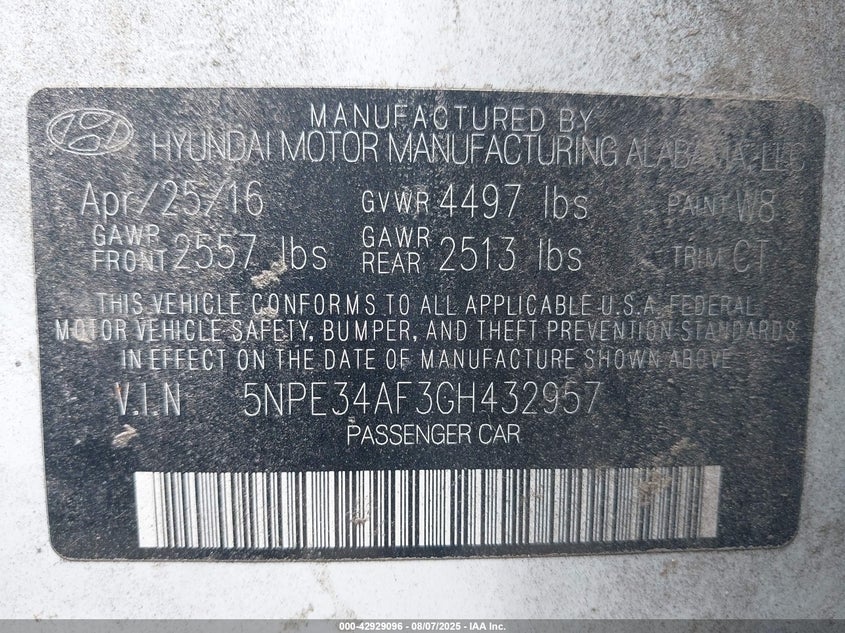 MANUFACTURED BY
HYUNDAI MOTOR MANUFACTURING ALABAMA, LLC
Apr/25/16 GVWR 4497 lbs PAINT W8
GAWR FRONT 2557 lbs GAWR REAR 2513 lbs TRIM CT
THIS VEHICLE CONFORMS TO ALL APPLICABLE U.S.A. FEDERAL
MOTOR VEHICLE SAFETY, BUMPER, AND THEFT PREVENTION STANDARDS
IN EFFECT ON THE DATE OF MANUFACTURE SHOWN ABOVE
V.I.N 5NPE34AF3GH432957
PASSENGER CAR
000-42929096 - 08/07/2025 - IAA Inc.